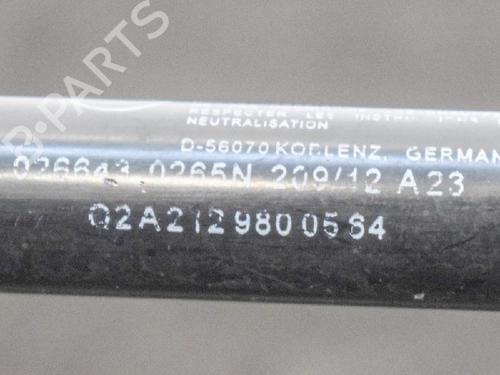 RESPECTER LES
NEUTRALISATION
D-56070 KOBLENZ, GERMAN
026643 0265N 209/12 A23
Q2A2129800564
PARTS